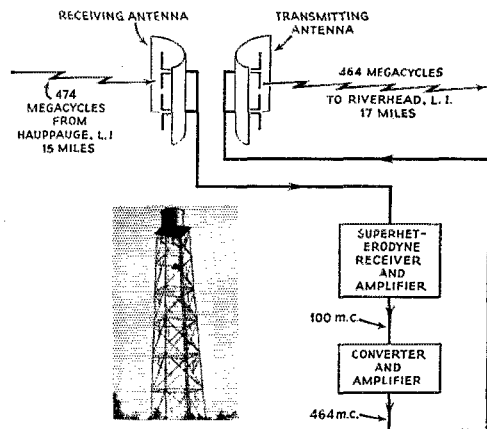 RECEIVING ANTENNA
TRANSMITTING
ANTENNA
474
MEGACYCLES
FROM
HAUPPAUGE, L.I
15 MILES
464 MEGACYCLES
TO RIVERHEAD, L.I.
17 MILES
SUPERHET-
ERODYNE
RECEIVER
AND
AMPLIFIER
100 m.c.
CONVERTER
AND
AMPLIFIER
464 m.c.